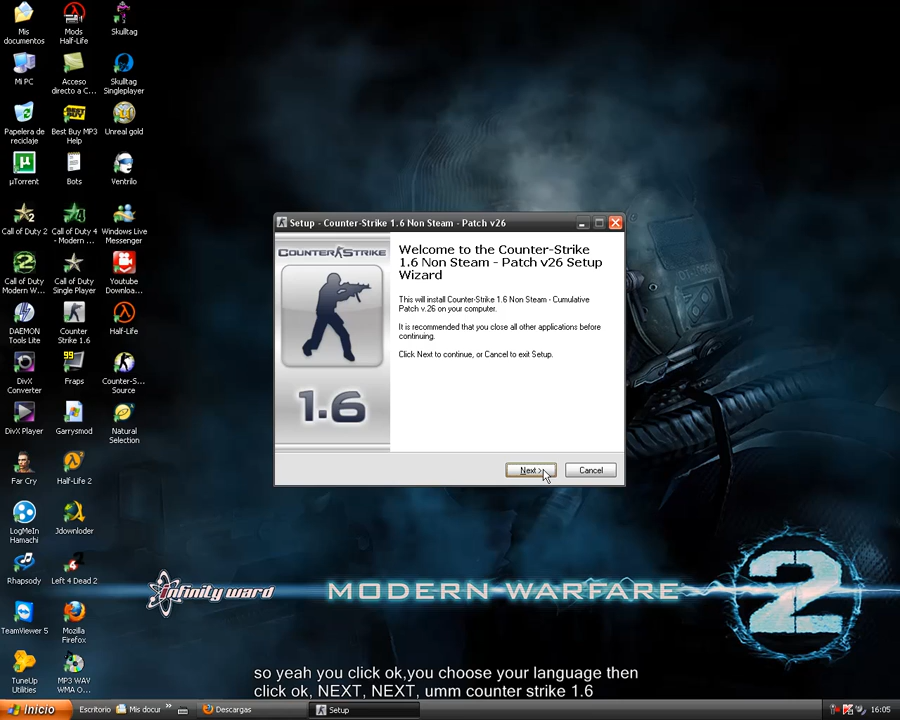 Mis
documentos
Mods
Half-Life
Skulltag
Mi PC
Acceso
directo a C...
Skulltag
Singleplayer
Papelera de
reciclaje
Best Buy MP3
Help
Unreal gold
µTorrent
Bots
Ventrilo
Call of Duty 2
Call of Duty 4
- Modern ...
Windows Live
Messenger
Call of Duty
Modern W...
Call of Duty
Single Player
Youtube
Downloa...
DAEMON
Tools Lite
Counter
Strike 1.6
Half-Life
DivX
Converter
99
Fraps
Counter-S...
Source
DivX Player
Garrysmod
Natural
Selection
Far Cry
Half-Life 2
LogMeIn
Hamachi
Jdownloder
Rhapsody
Left 4 Dead 2
TeamViewer 5
Mozilla
Firefox
TuneUp
Utilities
MP3 WAV
WMA O...
Setup - Counter-Strike 1.6 Non Steam - Patch v26
COUNTER STRIKE
1.6
Welcome to the Counter-Strike
1.6 Non Steam - Patch v26 Setup
Wizard
This will install Counter-Strike 1.6 Non Steam - Cumulative
Patch v.26 on your computer.
It is recommended that you close all other applications before
continuing.
Click Next to continue, or Cancel to exit Setup.
Next >
Cancel
infinity ward
MODERN WARFARE
2
so yeah you click ok,you choose your language then
click ok, NEXT, NEXT, umm counter strike 1.6
Inicio
Escritorio
Mis docur
»
Descargas
Setup
16:05